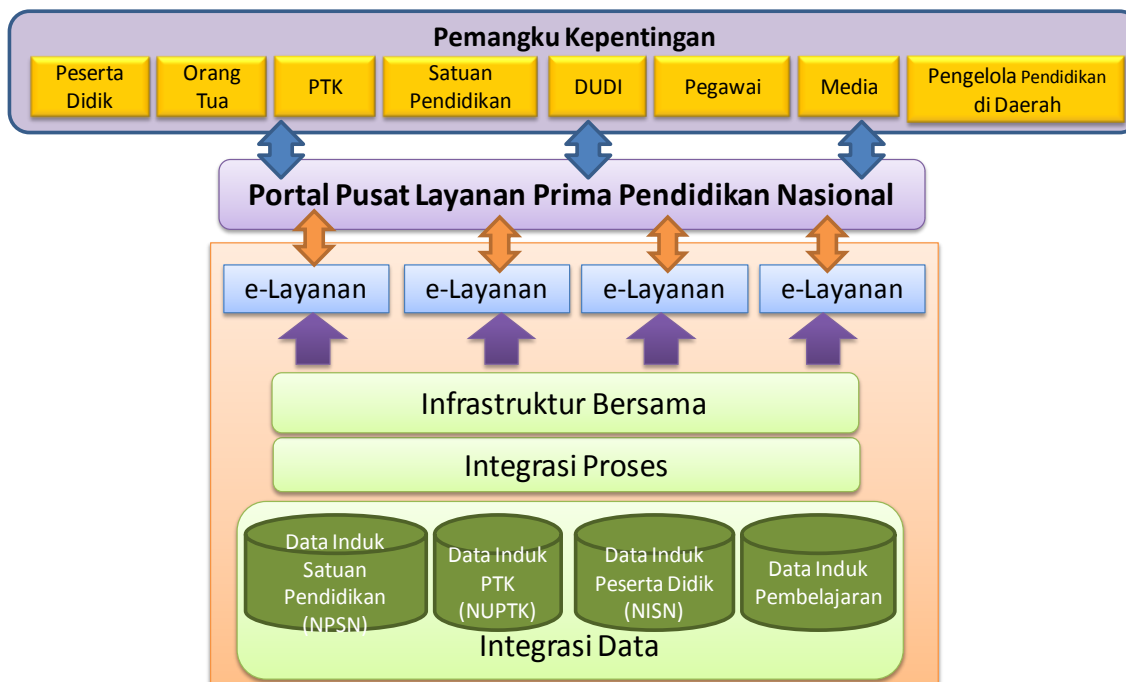 Pemangku Kepentingan
Peserta
Didik
Orang
Tua
PTK
Satuan
Pendidikan
DUDI
Pegawai
Media
Pengelola Pendidikan
di Daerah
Portal Pusat Layanan Prima Pendidikan Nasional
e-Layanan
e-Layanan
e-Layanan
e-Layanan
Infrastruktur Bersama
Integrasi Proses
Data Induk
Satuan
Pendidikan
(NPSN)
Data Induk
PTK
(NUPTK)
Data Induk
Peserta Didik
(NISN)
Data Induk
Pembelajaran
Integrasi Data